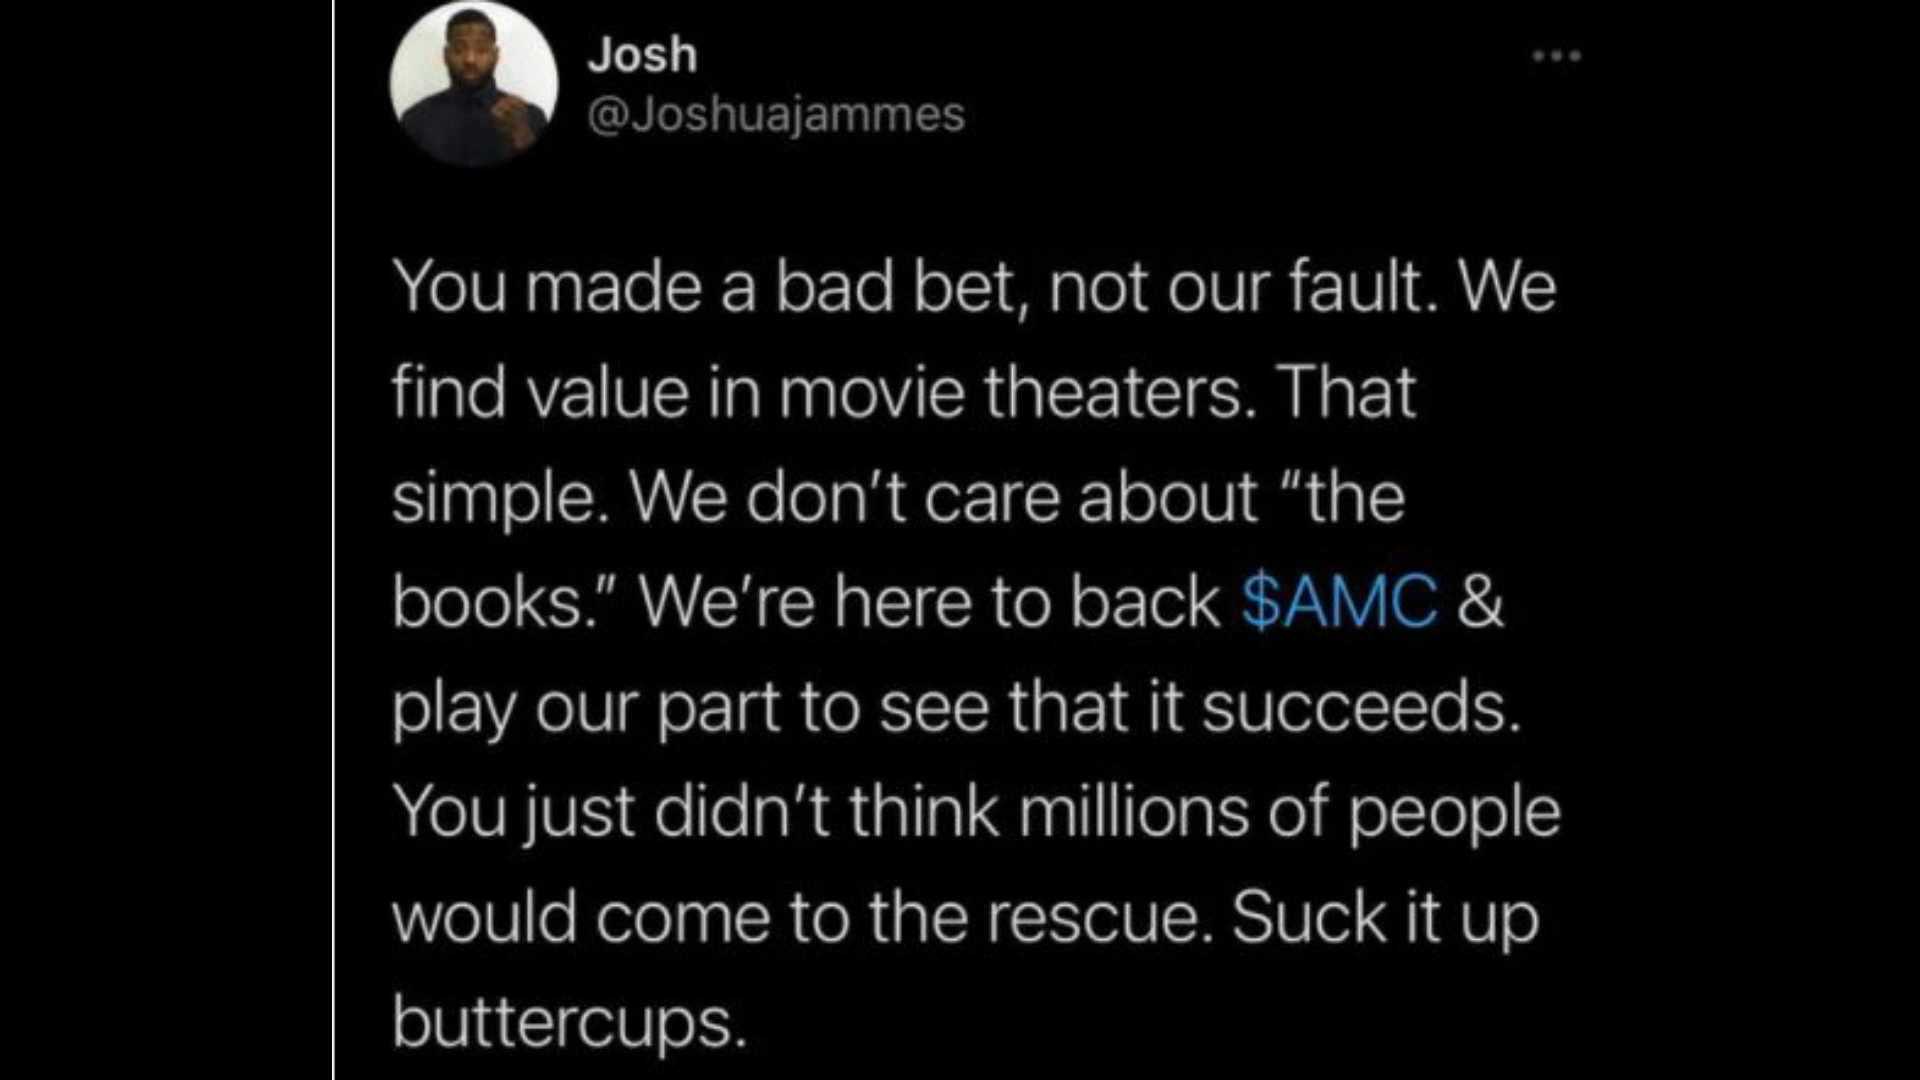 Josh
@Joshuajammes
You made a bad bet, not our fault. We
find value in movie theaters. That
simple. We don’t care about “the
books.” We’re here to back $AMC &
play our part to see that it succeeds.
You just didn’t think millions of people
would come to the rescue. Suck it up
buttercups.